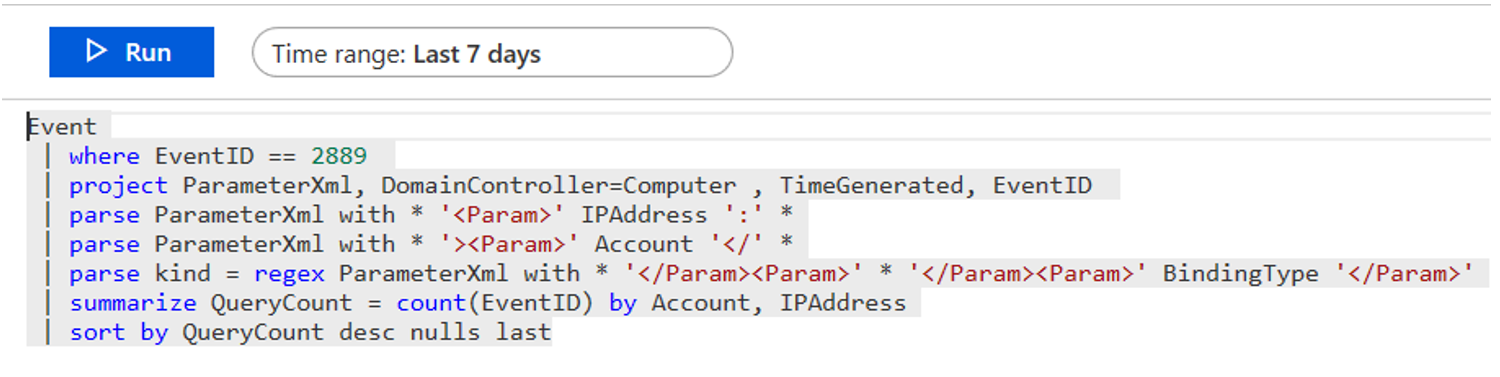 Run
Time range: Last 7 days
Event
| where EventID == 2889
| project ParameterXml, DomainController=Computer , TimeGenerated, EventID
| parse ParameterXml with * '<Param>' IPAddress ':' *
| parse ParameterXml with * '><Param>' Account '</' *
| parse kind = regex ParameterXml with * '</Param><Param>' * '</Param><Param>' BindingType '</Param>'
| summarize QueryCount = count(EventID) by Account, IPAddress
| sort by QueryCount desc nulls last